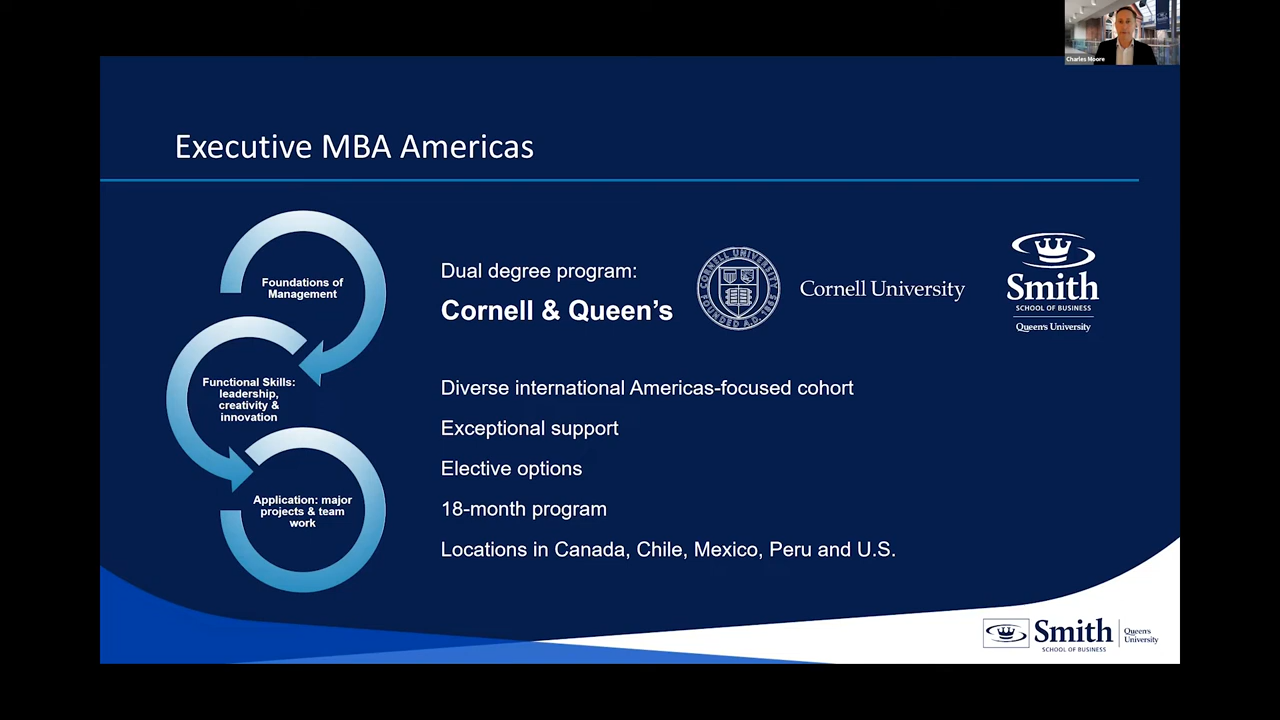 Charles Moore
Executive MBA Americas
Foundations of
Management
Functional Skills:
leadership,
creativity &
innovation
Application: major
projects & team
work
Dual degree program:
Cornell & Queen's
CORNELL UNIVERSITY
FOUNDED A.D. 1865
Cornell University
Smith
SCHOOL OF BUSINESS
Queen's University
Diverse international Americas-focused cohort
Exceptional support
Elective options
18-month program
Locations in Canada, Chile, Mexico, Peru and U.S.
Smith
SCHOOL OF BUSINESS
Queen's
University